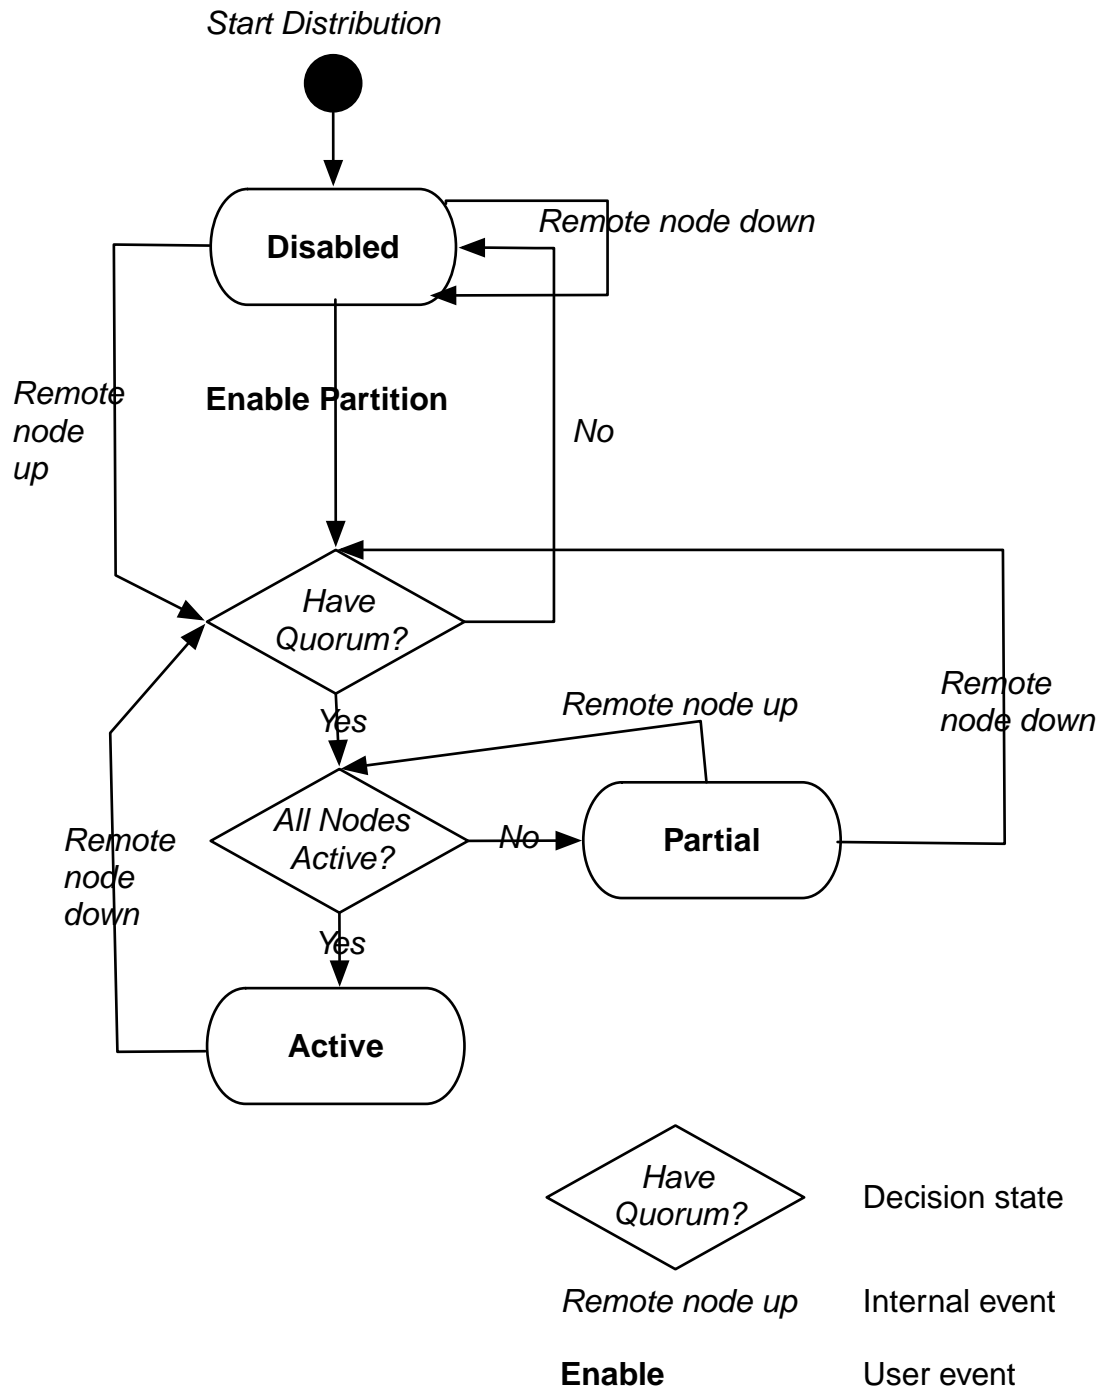 Start Distribution
Disabled
Remote node down
Remote
node
up
Enable Partition
No
Have
Quorum?
Yes
Remote node up
Remote
node down
All Nodes
Active?
No
Partial
Remote
node
down
Yes
Active
Have
Quorum?
Decision state
Remote node up
Internal event
Enable
User event